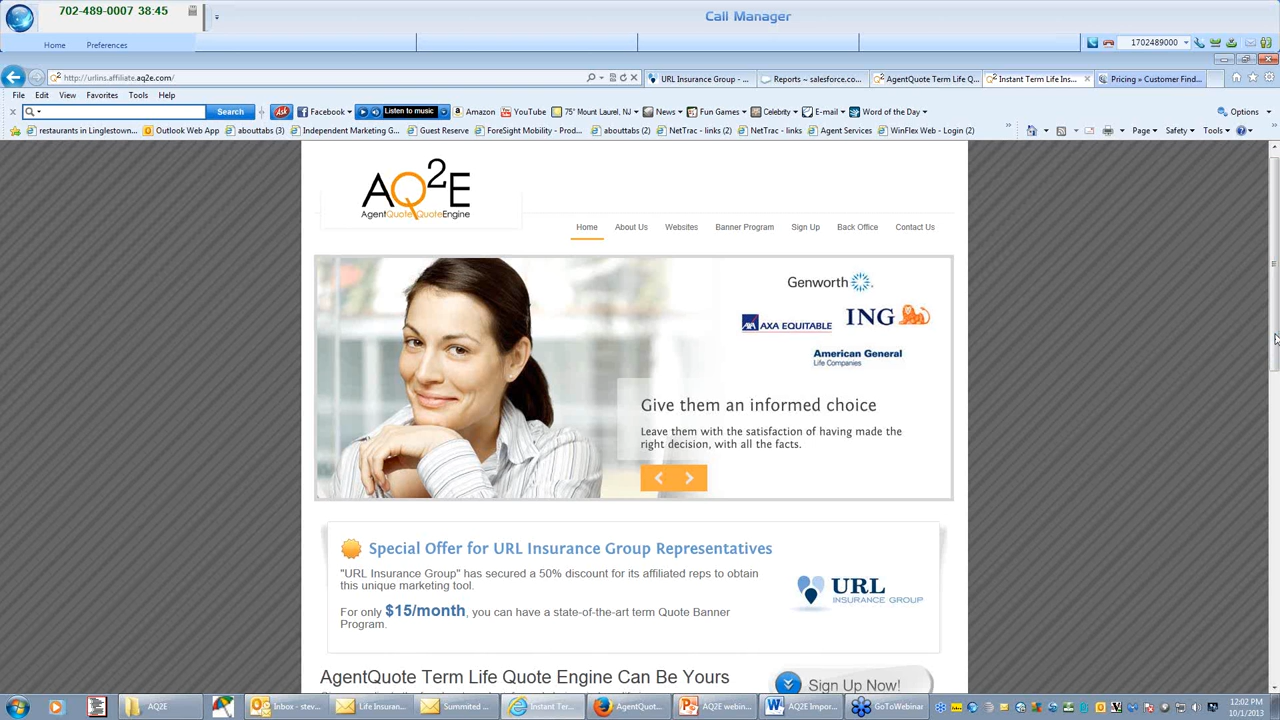 702-489-0007 38:45
Call Manager
Home Preferences
1702489000
http://urlins.affiliate.aq2e.com/
URL Insurance Group - ...
Reports ~ salesforce.co...
AgentQuote Term Life Q...
Instant Term Life Ins...
Pricing » Customer Find...
File Edit View Favorites Tools Help
Search
Ask
Facebook
Listen to music
Amazon
YouTube
75° Mount Laurel, NJ
News
Fun Games
Celebrity
E-mail
Word of the Day
Options
restaurants in Linglestown...
Outlook Web App
abouttabs (3)
Independent Marketing G...
Guest Reserve
ForeSight Mobility - Prod...
abouttabs (2)
NetTrac - links (2)
NetTrac - links
Agent Services
WinFlex Web - Login (2)
Page
Safety
Tools
AQ2E
AgentQuote QuoteEngine
Home About Us Websites Banner Program Sign Up Back Office Contact Us
Genworth
AXA EQUITABLE
ING
American General
Life Companies
Give them an informed choice
Leave them with the satisfaction of having made the
right decision, with all the facts.
Special Offer for URL Insurance Group Representatives
"URL Insurance Group" has secured a 50% discount for its affiliated reps to obtain
this unique marketing tool.
For only $15/month, you can have a state-of-the-art term Quote Banner
Program.
URL
INSURANCE GROUP
AgentQuote Term Life Quote Engine Can Be Yours
Sign Up Now!
AQ2E
Inbox - stev...
Life Insuran...
Summited ...
Instant Ter...
AgentQuot...
AQ2E webin...
AQ2E Impor...
GoToWebinar
12:02 PM
10/1/2013